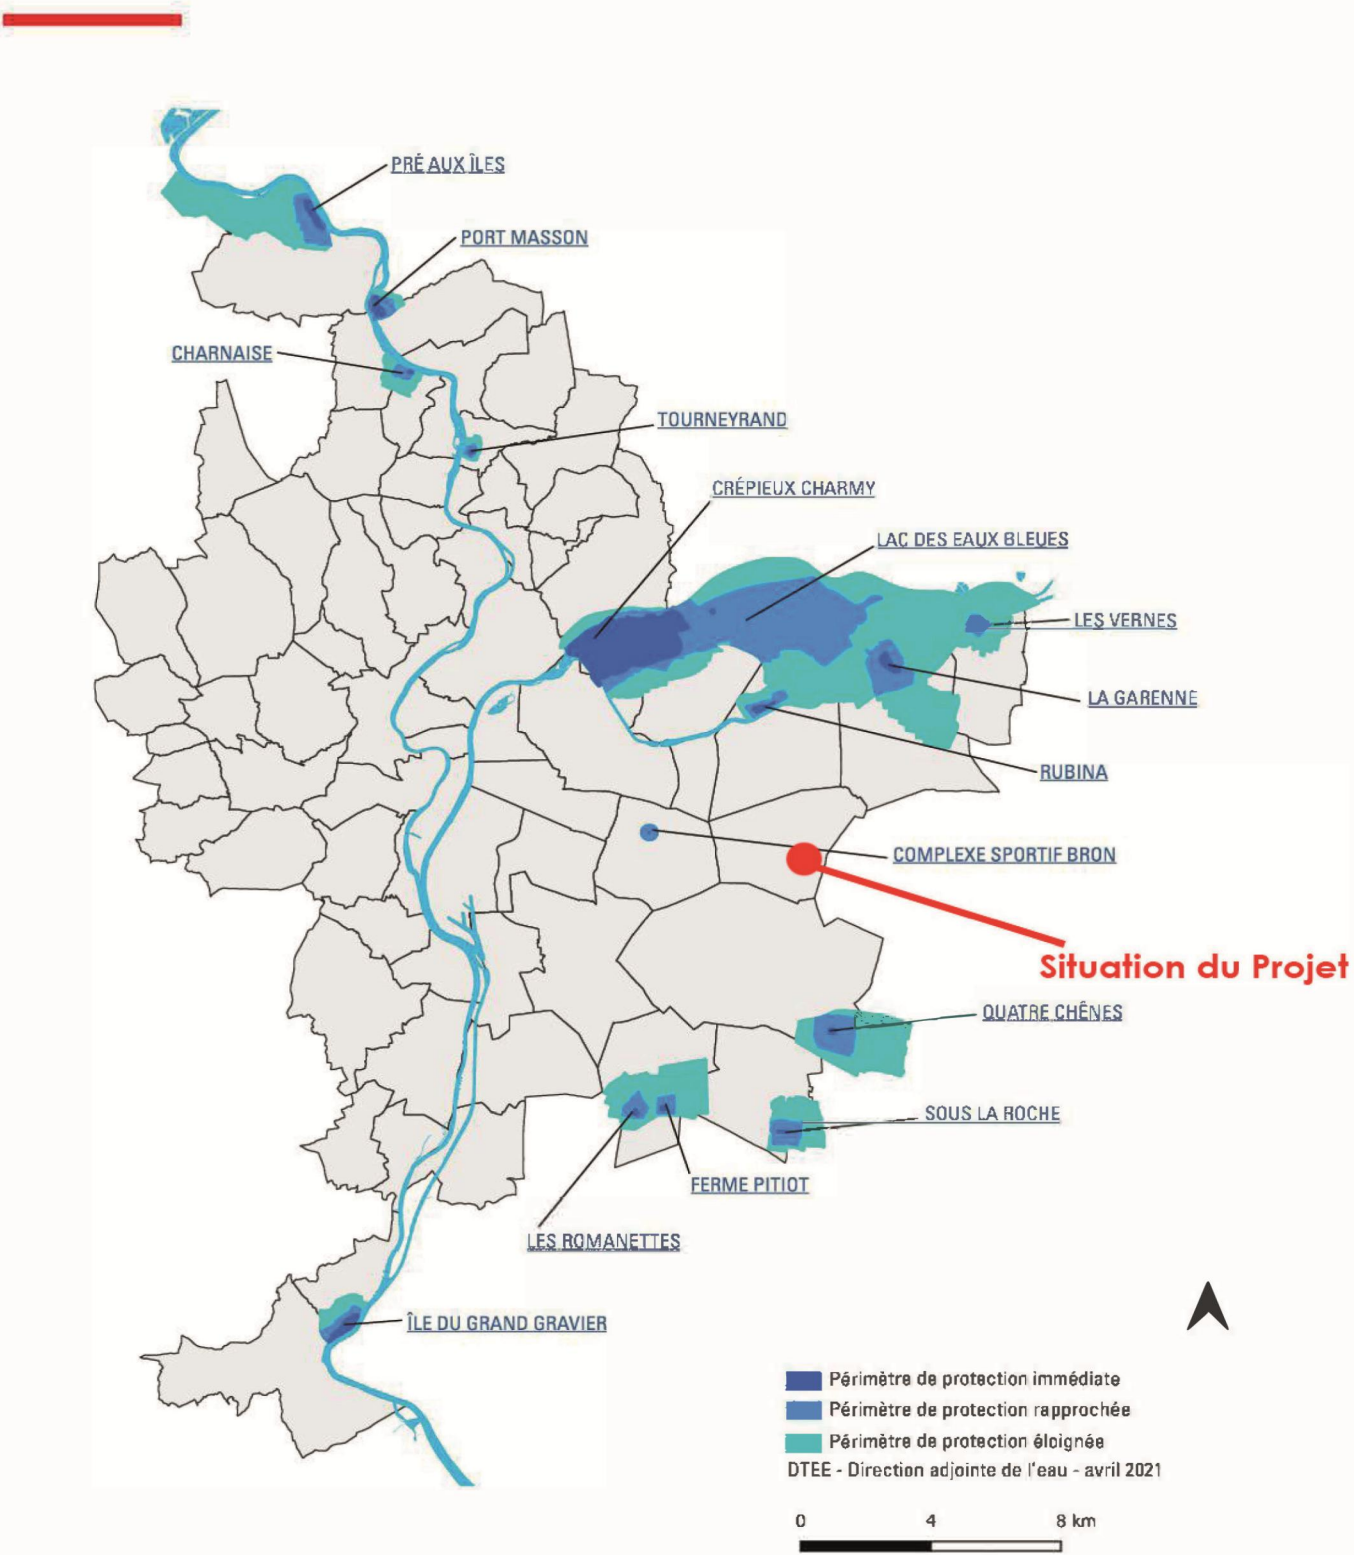 PRÉ AUX ÎLES
PORT MASSON
CHARNAISE
TOURNEYRAND
CRÉPIEUX CHARMY
LAC DES EAUX BLEUES
LES VERNES
LA GARENNE
RUBINA
COMPLEXE SPORTIF BRON
Situation du Projet
QUATRE CHÊNES
SOUS LA ROCHE
FERME PITIOT
LES ROMANETTES
ÎLE DU GRAND GRAVIER
Périmètre de protection immédiate
Périmètre de protection rapprochée
Périmètre de protection éloignée
DTEE - Direction adjointe de l'eau - avril 2021
0 4 8 km